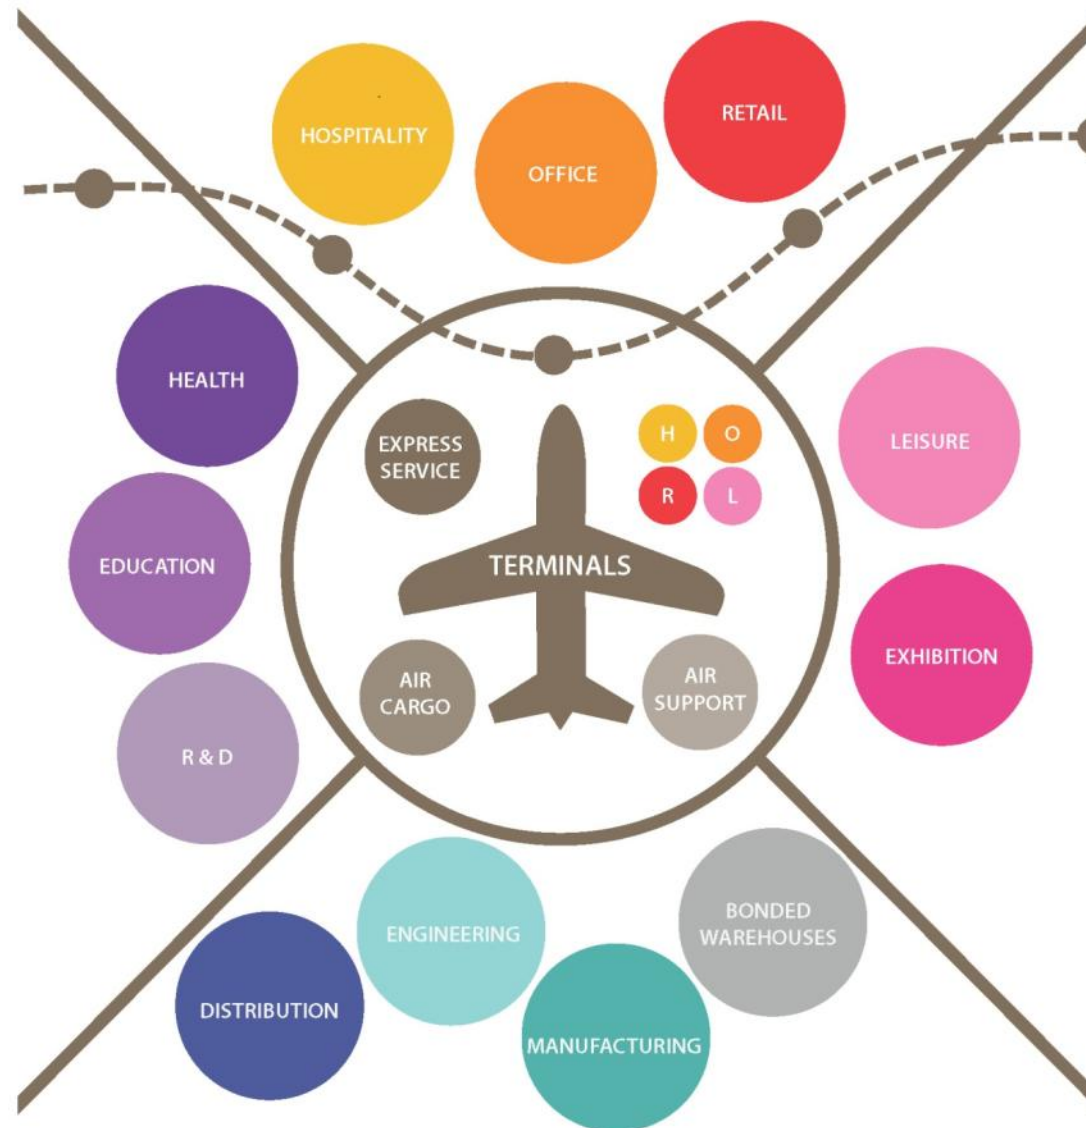 HOSPITALITY
OFFICE
RETAIL
HEALTH
EDUCATION
R & D
EXPRESS
SERVICE
H
O
R
L
TERMINALS
AIR
CARGO
AIR
SUPPORT
LEISURE
EXHIBITION
DISTRIBUTION
ENGINEERING
MANUFACTURING
BONDED
WAREHOUSES